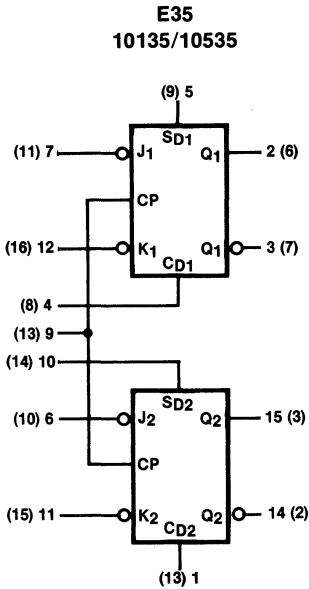 E35
10135/10535
(9) 5
SD1
(11) 7 J1 Q1 2 (6)
CP
(16) 12 K1 Q1 3 (7)
CD1
(8) 4
(13) 9
(14) 10
SD2
(10) 6 J2 Q2 15 (3)
CP
(15) 11 K2 Q2 14 (2)
CD2
(13) 1